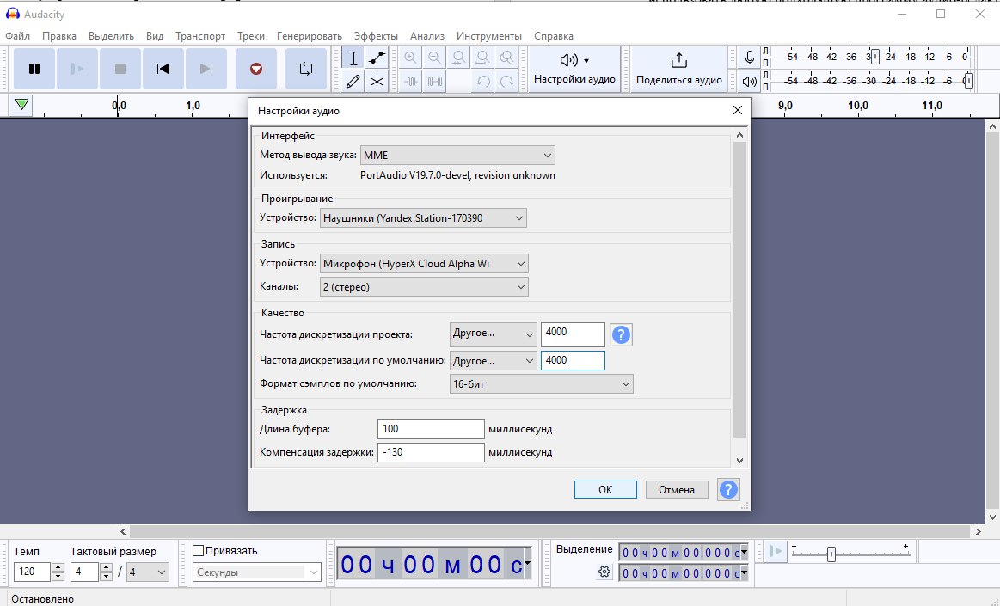 Audacity
Файл Правка Выделить Вид Транспорт Треки Генерировать Эффекты Анализ Инструменты Справка
Настройки аудио
Поделиться аудио
Л
П
-54 -48 -42 -36 -30 -24 -18 -12 -6 0
Л
П
-54 -48 -42 -36 -30 -24 -18 -12 -6 0
0,0 1,0 9,0 10,0 11,0
Настройки аудио
Интерфейс
Метод вывода звука: MME
Используется: PortAudio V19.7.0-devel, revision unknown
Проигрывание
Устройство: Наушники (Yandex.Station-170390
Запись
Устройство: Микрофон (HyperX Cloud Alpha Wi
Каналы: 2 (стерео)
Качество
Частота дискретизации проекта: Другое... 4000 ?
Частота дискретизации по умолчанию: Другое... 4000
Формат сэмплов по умолчанию: 16-бит
Задержка
Длина буфера: 100 миллисекунд
Компенсация задержки: -130 миллисекунд
ОК Отмена ?
Темп
120
Тактовый размер
4 / 4
Привязать
Секунды
00 ч 00 м 00 с
Выделение
00 ч 00 м 00.000 с
00 ч 00 м 00.000 с
- +
Остановлено